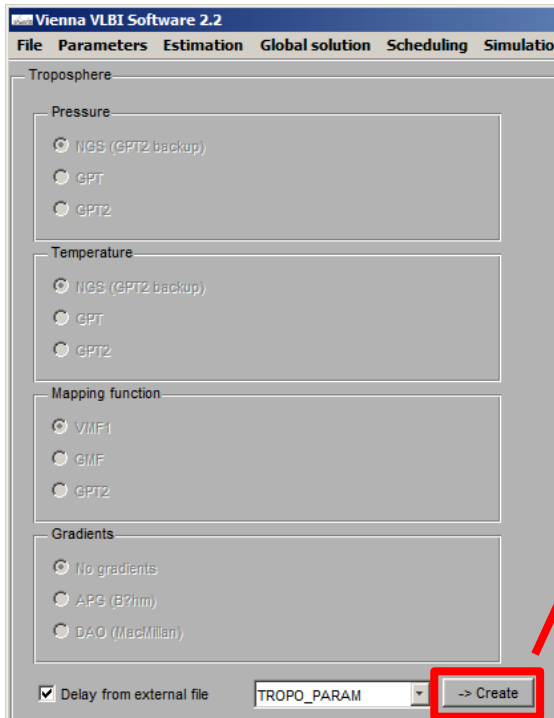 Vienna VLBI Software 2.2
File Parameters Estimation Global solution Scheduling Simulatio
Troposphere
Pressure
NGS (GPT2 backup)
GPT
GPT2
Temperature
NGS (GPT2 backup)
GPT
GPT2
Mapping function
VMF1
GMF
GPT2
Gradients
No gradients
APG (B?hm)
DAO (MacMillan)
Delay from external file TROPO_PARAM -> Create